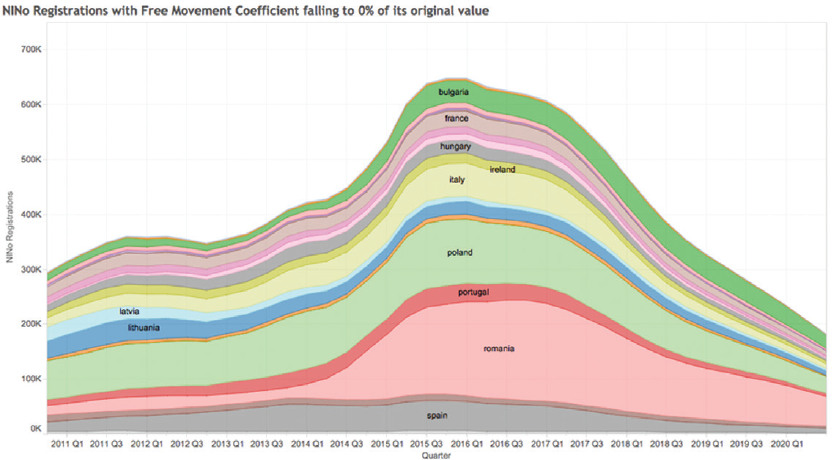 NINo Registrations with Free Movement Coefficient falling to 0% of its original value
700K
600K
500K
400K
300K
200K
100K
0K
NINo Registrations
bulgaria
france
hungary
ireland
italy
poland
latvia
lithuania
portugal
romania
spain
2011 Q1 2011 Q3 2012 Q1 2012 Q3 2013 Q1 2013 Q3 2014 Q1 2014 Q3 2015 Q1 2015 Q3 2016 Q1 2016 Q3 2017 Q1 2017 Q3 2018 Q1 2018 Q3 2019 Q1 2019 Q3 2020 Q1
Quarter